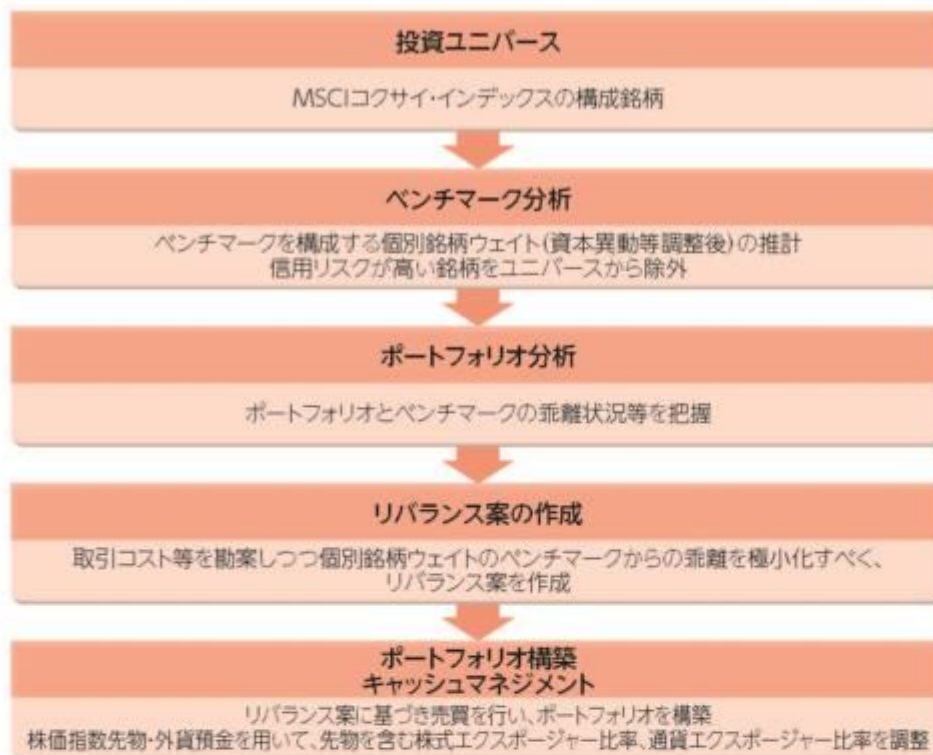 投資ユニバース
MSCIコクサイ・インデックスの構成銘柄
ベンチマーク分析
ベンチマークを構成する個別銘柄ウェイト(資本異動等調整後)の推計
信用リスクが高い銘柄をユニバースから除外
ポートフォリオ分析
ポートフォリオとベンチマークの乖離状況等を把握
リバランス案の作成
取引コスト等を勘案しつつ個別銘柄ウェイトのベンチマークからの乖離を極小化すべく、
リバランス案を作成
ポートフォリオ構築
キャッシュマネジメント
リバランス案に基づき売買を行い、ポートフォリオを構築
株価指数先物・外貨預金を用いて、先物を含む株式エクスポージャー比率、通貨エクスポージャー比率を調整